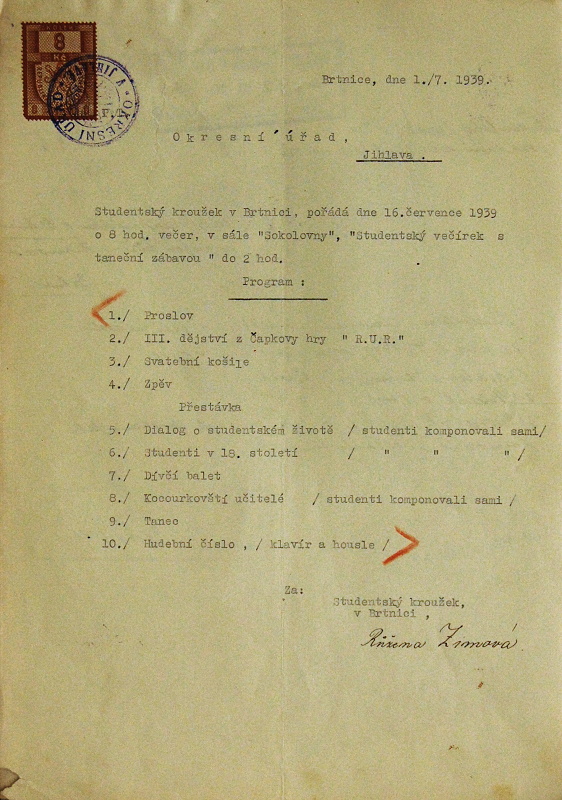 8
Kč
OKRESNÍ ÚŘAD V JIHLAVĚ
Brtnice, dne 1./7. 1939.
Okresní úřad,
Jihlava.
Studentský kroužek v Brtnici, pořádá dne 16.července 1939
o 8 hod. večer, v sále "Sokolovny", "Studentský večírek s
taneční zábavou " do 2 hod.
Program :
1./ Proslov
2./ III. dějství z Čapkovy hry " R.U.R."
3./ Svatební košile
4./ Zpěv
Přestávka
5./ Dialog o studentském životě / studenti komponovali sami/
6./ Studenti v 18. století / " " " /
7./ Dívčí balet
8./ Kocourkovští učitelé / studenti komponovali sami /
9./ Tanec
10./ Hudební číslo , / klavír a housle /
Za:
Studentský kroužek,
v Brtnici ,
Růžena Zimová